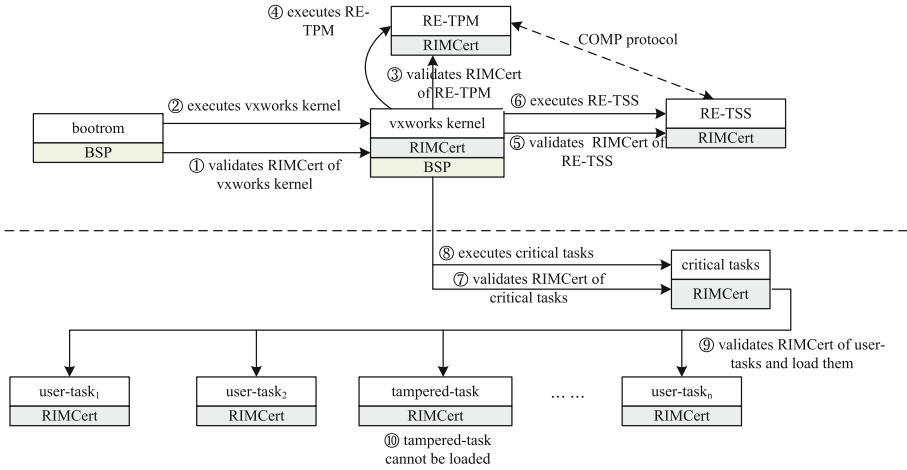 ④ executes RE-
TPM
RE-TPM
RIMCert
COMP protocol
③ validates RIMCert
of RE-TPM
② executes vxworks kernel
⑥ executes RE-TSS
bootrom
BSP
vxworks kernel
RIMCert
BSP
RE-TSS
RIMCert
① validates RIMCert of
vxworks kernel
⑤ validates RIMCert of
RE-TSS
⑧ executes critical tasks
⑦ validates RIMCert of
critical tasks
critical tasks
RIMCert
⑨ validates RIMCert of user-
tasks and load them
user-task₁
RIMCert
user-task₂
RIMCert
tampered-task
RIMCert
... ...
user-taskₙ
RIMCert
⑩ tampered-task
cannot be loaded